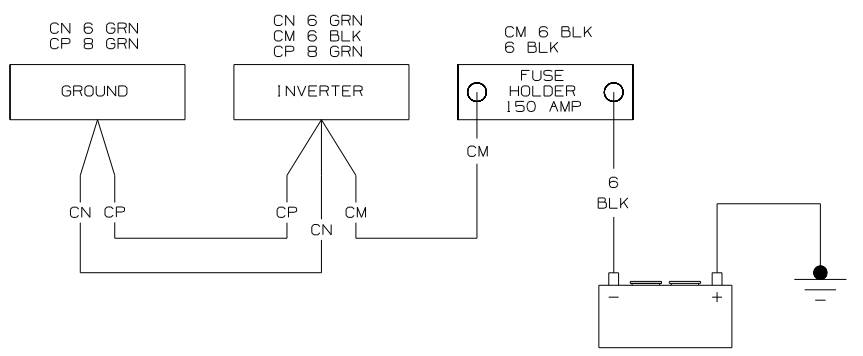 CN 6 GRN
CP 8 GRN
CN 6 GRN
CM 6 BLK
CP 8 GRN
CM 6 BLK
6 BLK
GROUND
INVERTER
FUSE
HOLDER
150 AMP
CM
6
BLK
CN CP
CP
CM
CN
- +